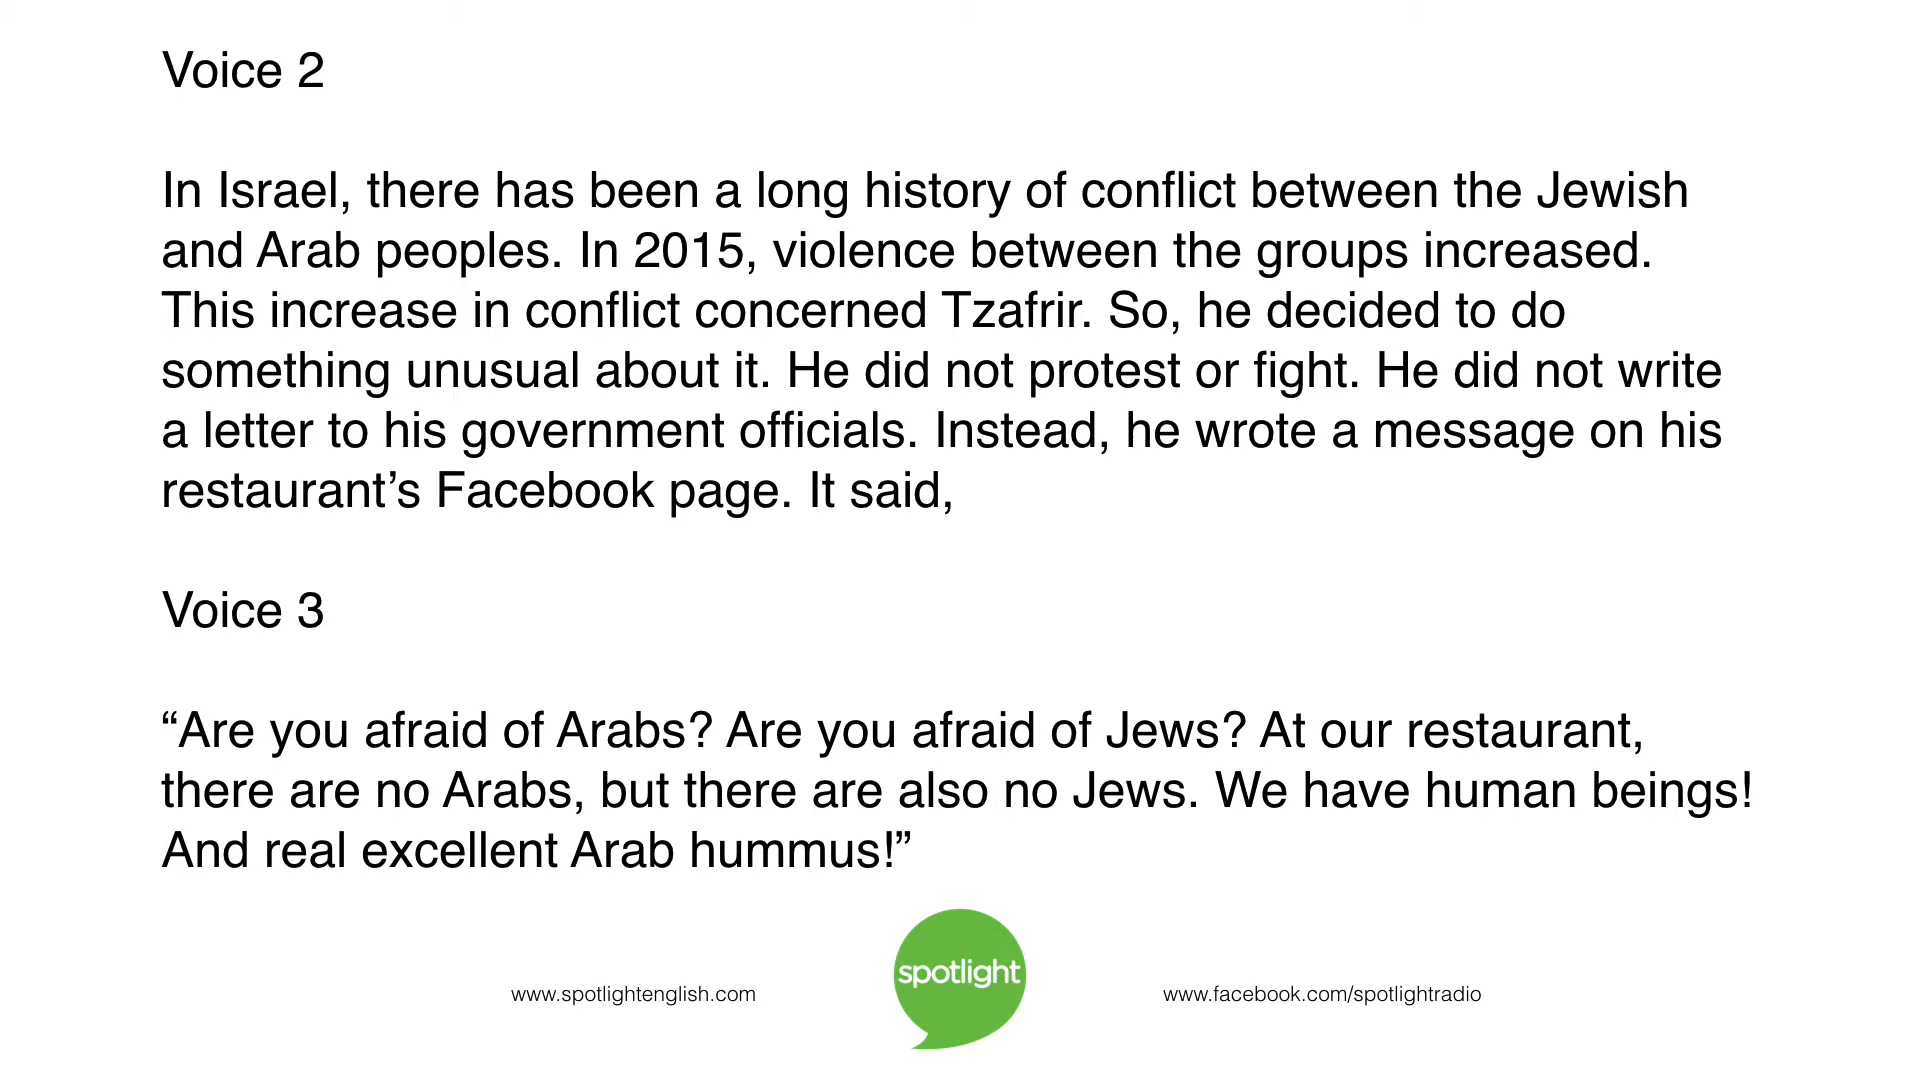 Voice 2
In Israel, there has been a long history of conflict between the Jewish
and Arab peoples. In 2015, violence between the groups increased.
This increase in conflict concerned Tzafrir. So, he decided to do
something unusual about it. He did not protest or fight. He did not write
a letter to his government officials. Instead, he wrote a message on his
restaurant’s Facebook page. It said,
Voice 3
“Are you afraid of Arabs? Are you afraid of Jews? At our restaurant,
there are no Arabs, but there are also no Jews. We have human beings!
And real excellent Arab hummus!”
spotlight
www.spotlightenglish.com
www.facebook.com/spotlightradio